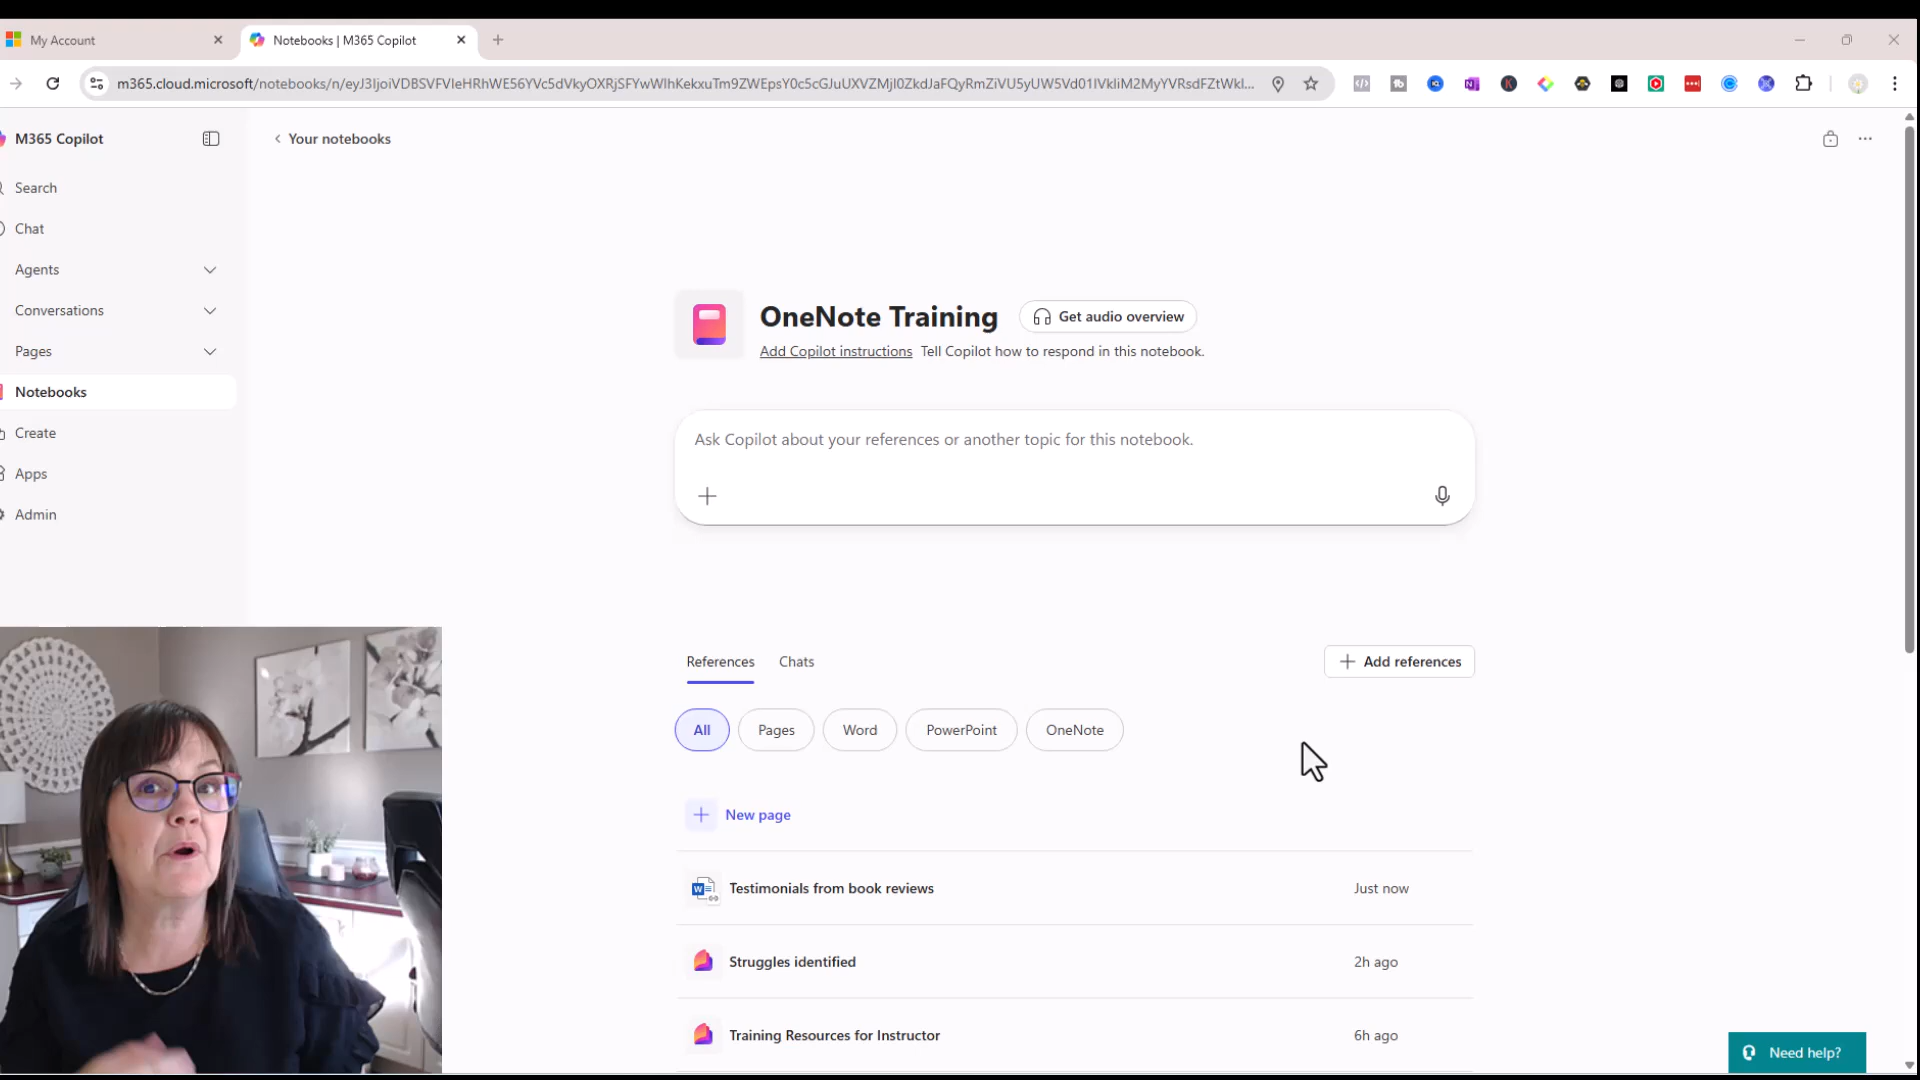 My Account
Notebooks | M365 Copilot
m365.cloud.microsoft/notebooks/n/
M365 Copilot
Your notebooks
Search
Chat
Agents
Conversations
Pages
Notebooks
Create
Apps
Admin
OneNote Training
Get audio overview
Add Copilot instructions Tell Copilot how to respond in this notebook.
Ask Copilot about your references or another topic for this notebook.
References
Chats
Add references
All
Pages
Word
PowerPoint
OneNote
New page
Testimonials from book reviews
Just now
Struggles identified
2h ago
Training Resources for Instructor
6h ago
Need help?